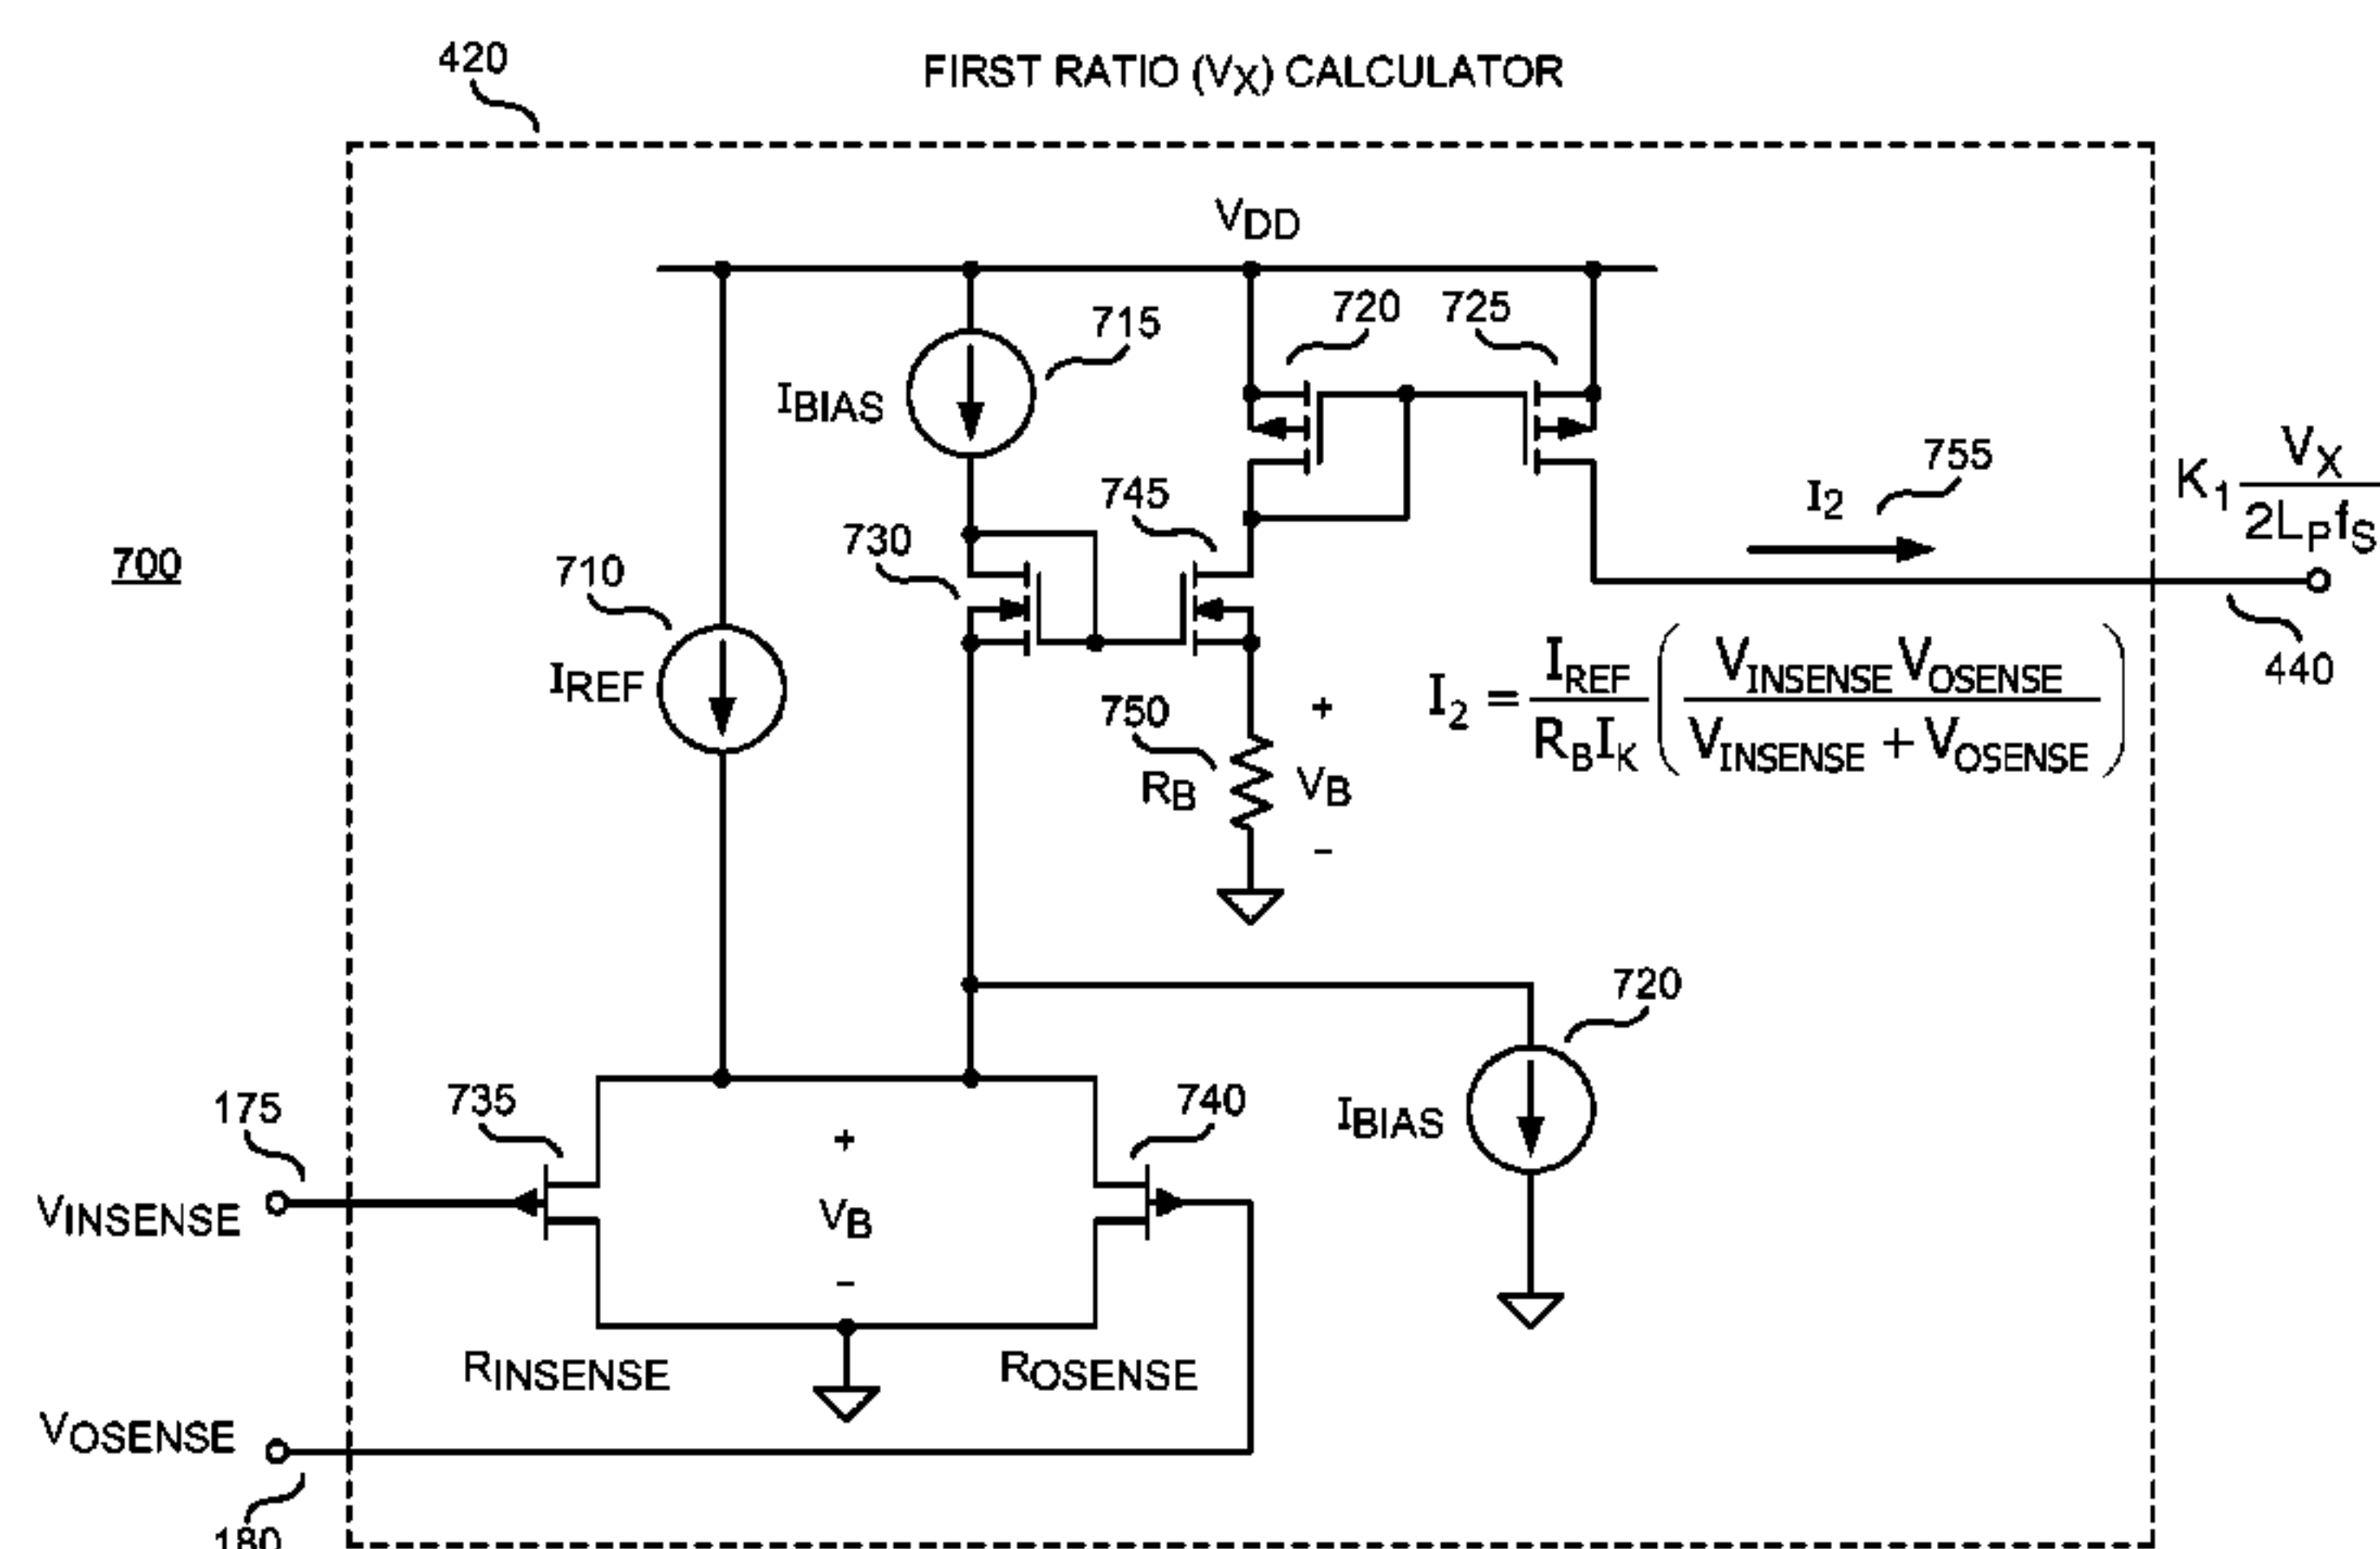 420
FIRST RATIO (VX) CALCULATOR
VDD
715
720
725
IBIAS
755
I2
K1 VX / 2LPfS
745
730
700
710
IREF
440
750
+
I2 = IREF / RBIK ( VINSENSE VOSENSE / VINSENSE + VOSENSE )
RB
VB
−
720
175
735
740
IBIAS
+
VINSENSE
VB
−
RINSENSE
ROSENSE
VOSENSE
180